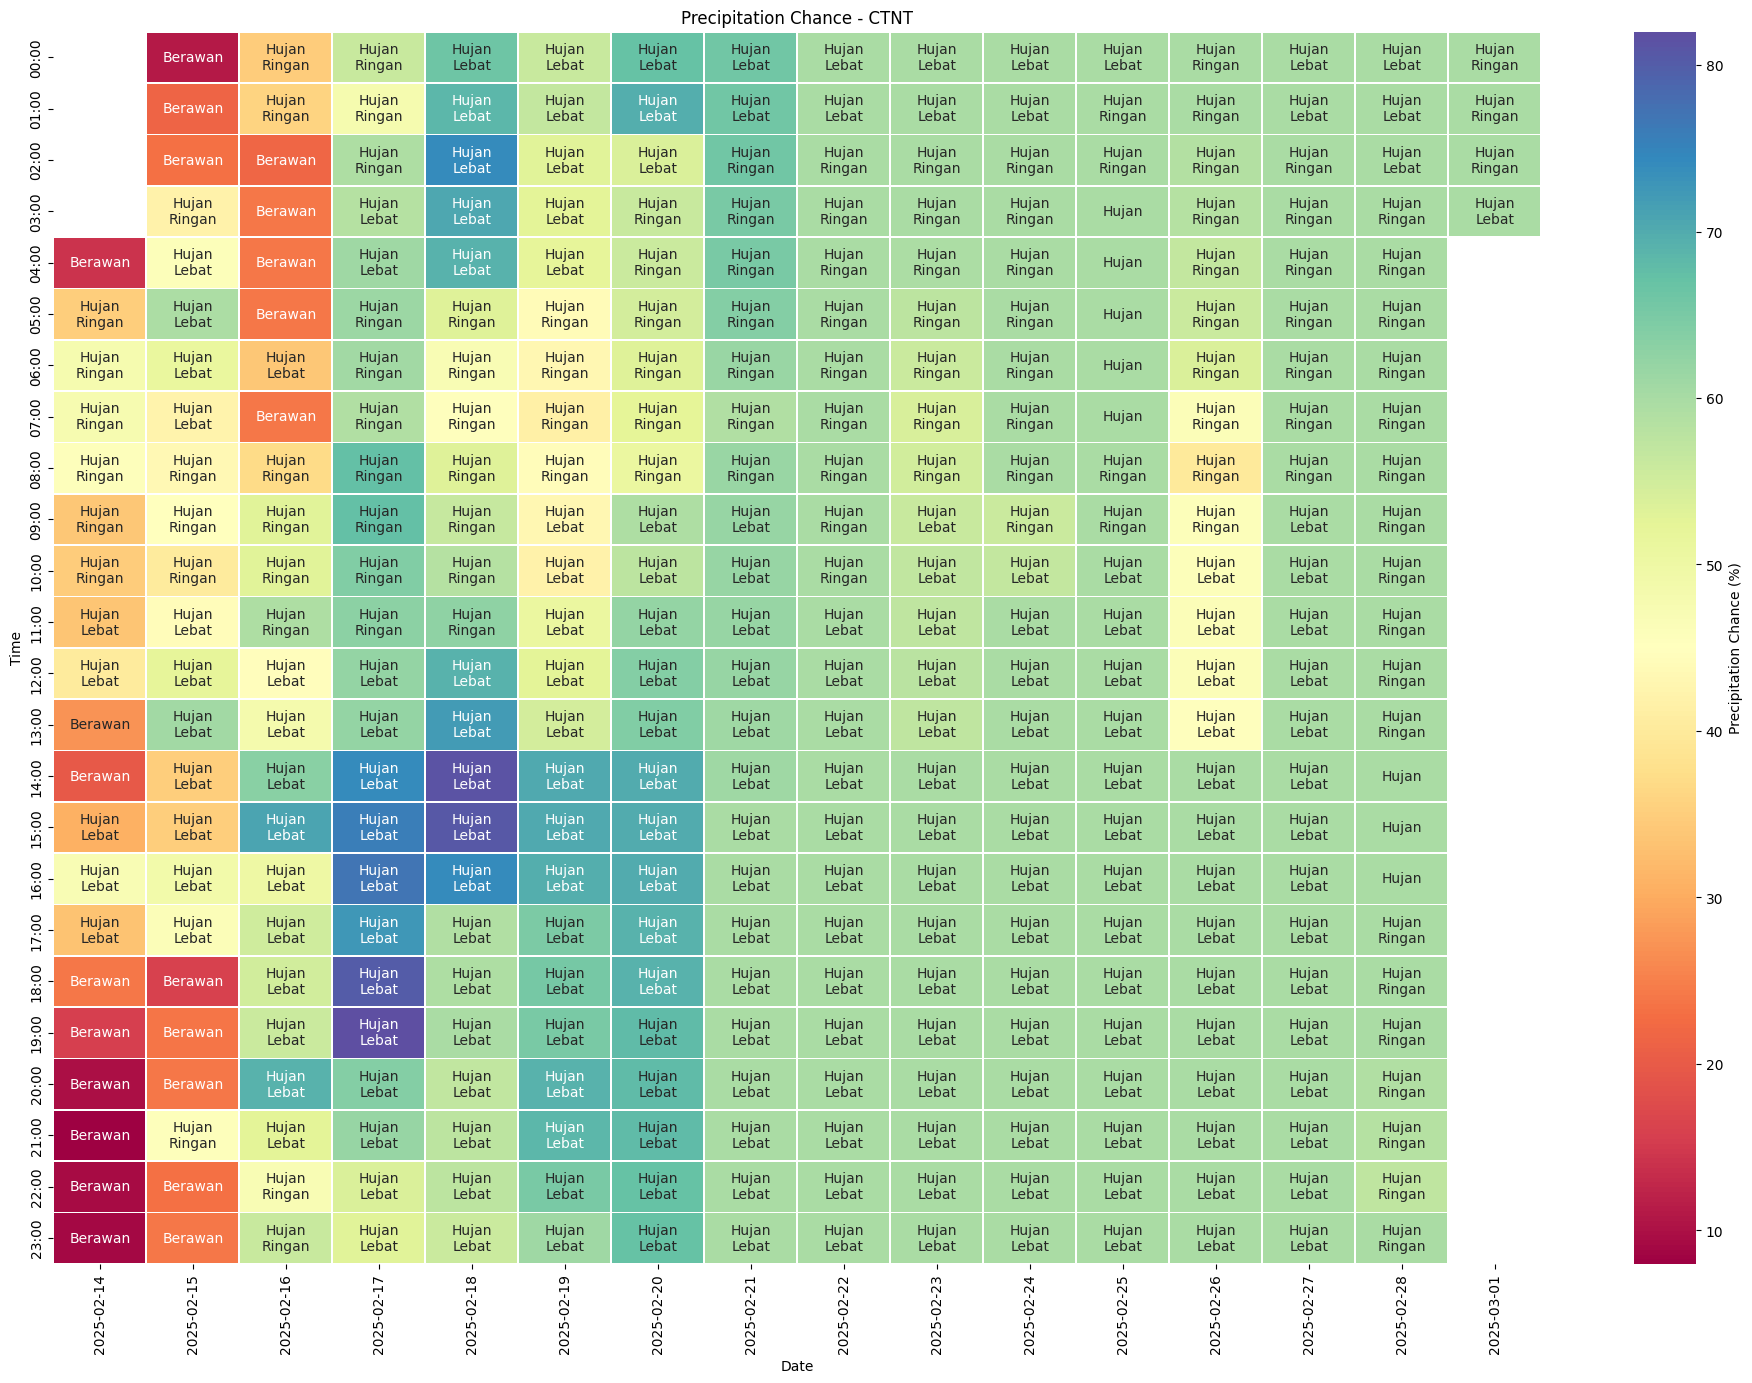 Precipitation Chance - CTNT
00:00 Berawan Hujan Ringan Hujan Ringan Hujan Lebat Hujan Lebat Hujan Lebat Hujan Lebat Hujan Lebat Hujan Lebat Hujan Lebat Hujan Lebat Hujan Ringan Hujan Lebat Hujan Lebat Hujan Ringan
01:00 Berawan Hujan Ringan Hujan Ringan Hujan Lebat Hujan Lebat Hujan Lebat Hujan Lebat Hujan Lebat Hujan Lebat Hujan Lebat Hujan Ringan Hujan Ringan Hujan Lebat Hujan Lebat Hujan Ringan
02:00 Berawan Berawan Hujan Ringan Hujan Lebat Hujan Lebat Hujan Lebat Hujan Ringan Hujan Ringan Hujan Ringan Hujan Ringan Hujan Ringan Hujan Ringan Hujan Ringan Hujan Lebat Hujan Ringan
03:00 Hujan Ringan Berawan Hujan Lebat Hujan Lebat Hujan Lebat Hujan Ringan Hujan Ringan Hujan Ringan Hujan Ringan Hujan Ringan Hujan Hujan Ringan Hujan Ringan Hujan Ringan Hujan Lebat
04:00 Berawan Hujan Lebat Berawan Hujan Lebat Hujan Lebat Hujan Lebat Hujan Ringan Hujan Ringan Hujan Ringan Hujan Ringan Hujan Ringan Hujan Hujan Ringan Hujan Ringan Hujan Ringan
05:00 Hujan Ringan Hujan Lebat Berawan Hujan Ringan Hujan Ringan Hujan Ringan Hujan Ringan Hujan Ringan Hujan Ringan Hujan Ringan Hujan Ringan Hujan Hujan Ringan Hujan Ringan Hujan Ringan
06:00 Hujan Ringan Hujan Lebat Hujan Lebat Hujan Ringan Hujan Ringan Hujan Ringan Hujan Ringan Hujan Ringan Hujan Ringan Hujan Ringan Hujan Ringan Hujan Hujan Ringan Hujan Ringan Hujan Ringan
07:00 Hujan Ringan Hujan Lebat Berawan Hujan Ringan Hujan Ringan Hujan Ringan Hujan Ringan Hujan Ringan Hujan Ringan Hujan Ringan Hujan Ringan Hujan Hujan Ringan Hujan Ringan Hujan Ringan
08:00 Hujan Ringan Hujan Ringan Hujan Ringan Hujan Ringan Hujan Ringan Hujan Ringan Hujan Ringan Hujan Ringan Hujan Ringan Hujan Ringan Hujan Ringan Hujan Ringan Hujan Ringan Hujan Ringan Hujan Ringan
09:00 Hujan Ringan Hujan Ringan Hujan Ringan Hujan Ringan Hujan Ringan Hujan Lebat Hujan Lebat Hujan Lebat Hujan Ringan Hujan Lebat Hujan Ringan Hujan Ringan Hujan Ringan Hujan Lebat Hujan Ringan
10:00 Hujan Ringan Hujan Ringan Hujan Ringan Hujan Ringan Hujan Ringan Hujan Lebat Hujan Lebat Hujan Lebat Hujan Ringan Hujan Lebat Hujan Lebat Hujan Lebat Hujan Lebat Hujan Lebat Hujan Ringan
11:00 Hujan Lebat Hujan Lebat Hujan Ringan Hujan Ringan Hujan Ringan Hujan Lebat Hujan Lebat Hujan Lebat Hujan Lebat Hujan Lebat Hujan Lebat Hujan Lebat Hujan Lebat Hujan Lebat Hujan Ringan
12:00 Hujan Lebat Hujan Lebat Hujan Lebat Hujan Lebat Hujan Lebat Hujan Lebat Hujan Lebat Hujan Lebat Hujan Lebat Hujan Lebat Hujan Lebat Hujan Lebat Hujan Lebat Hujan Lebat Hujan Ringan
13:00 Berawan Hujan Lebat Hujan Lebat Hujan Lebat Hujan Lebat Hujan Lebat Hujan Lebat Hujan Lebat Hujan Lebat Hujan Lebat Hujan Lebat Hujan Lebat Hujan Lebat Hujan Lebat Hujan Ringan
14:00 Berawan Hujan Lebat Hujan Lebat Hujan Lebat Hujan Lebat Hujan Lebat Hujan Lebat Hujan Lebat Hujan Lebat Hujan Lebat Hujan Lebat Hujan Lebat Hujan Lebat Hujan Lebat Hujan
15:00 Hujan Lebat Hujan Lebat Hujan Lebat Hujan Lebat Hujan Lebat Hujan Lebat Hujan Lebat Hujan Lebat Hujan Lebat Hujan Lebat Hujan Lebat Hujan Lebat Hujan Lebat Hujan Lebat Hujan
16:00 Hujan Lebat Hujan Lebat Hujan Lebat Hujan Lebat Hujan Lebat Hujan Lebat Hujan Lebat Hujan Lebat Hujan Lebat Hujan Lebat Hujan Lebat Hujan Lebat Hujan Lebat Hujan Lebat Hujan
17:00 Hujan Lebat Hujan Lebat Hujan Lebat Hujan Lebat Hujan Lebat Hujan Lebat Hujan Lebat Hujan Lebat Hujan Lebat Hujan Lebat Hujan Lebat Hujan Lebat Hujan Lebat Hujan Lebat Hujan Ringan
18:00 Berawan Berawan Hujan Lebat Hujan Lebat Hujan Lebat Hujan Lebat Hujan Lebat Hujan Lebat Hujan Lebat Hujan Lebat Hujan Lebat Hujan Lebat Hujan Lebat Hujan Lebat Hujan Ringan
19:00 Berawan Berawan Hujan Lebat Hujan Lebat Hujan Lebat Hujan Lebat Hujan Lebat Hujan Lebat Hujan Lebat Hujan Lebat Hujan Lebat Hujan Lebat Hujan Lebat Hujan Lebat Hujan Ringan
20:00 Berawan Berawan Hujan Lebat Hujan Lebat Hujan Lebat Hujan Lebat Hujan Lebat Hujan Lebat Hujan Lebat Hujan Lebat Hujan Lebat Hujan Lebat Hujan Lebat Hujan Lebat Hujan Ringan
21:00 Berawan Hujan Ringan Hujan Lebat Hujan Lebat Hujan Lebat Hujan Lebat Hujan Lebat Hujan Lebat Hujan Lebat Hujan Lebat Hujan Lebat Hujan Lebat Hujan Lebat Hujan Lebat Hujan Ringan
22:00 Berawan Berawan Hujan Ringan Hujan Lebat Hujan Lebat Hujan Lebat Hujan Lebat Hujan Lebat Hujan Lebat Hujan Lebat Hujan Lebat Hujan Lebat Hujan Lebat Hujan Lebat Hujan Ringan
23:00 Berawan Berawan Hujan Ringan Hujan Lebat Hujan Lebat Hujan Lebat Hujan Lebat Hujan Lebat Hujan Lebat Hujan Lebat Hujan Lebat Hujan Lebat Hujan Lebat Hujan Lebat Hujan Ringan
Time
2025-02-14 2025-02-15 2025-02-16 2025-02-17 2025-02-18 2025-02-19 2025-02-20 2025-02-21 2025-02-22 2025-02-23 2025-02-24 2025-02-25 2025-02-26 2025-02-27 2025-02-28 2025-03-01
Date
80
70
60
50
40
30
20
10
Precipitation Chance (%)